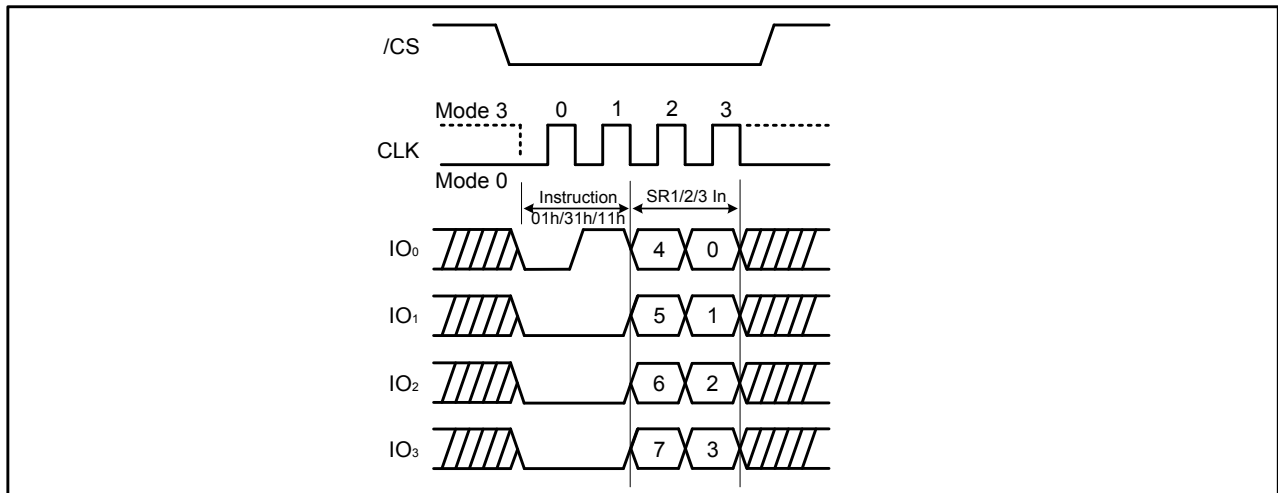 /CS
Mode 3 0 1 2 3
CLK
Mode 0
Instruction SR1/2/3 In
01h/31h/11h
IO0 4 0
IO1 5 1
IO2 6 2
IO3 7 3